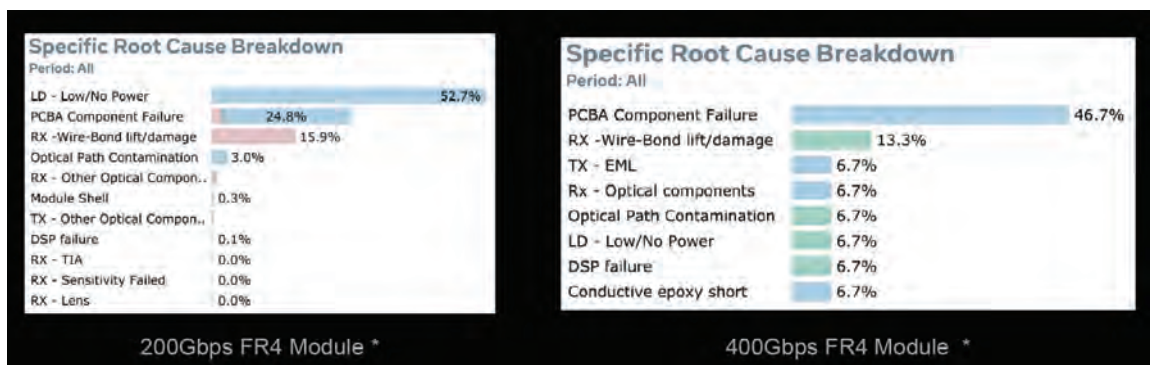 Specific Root Cause Breakdown
Period: All
LD - Low/No Power 52.7%
PCBA Component Failure 24.8%
RX -Wire-Bond lift/damage 15.9%
Optical Path Contamination 3.0%
RX - Other Optical Compon..
Module Shell 0.3%
TX - Other Optical Compon..
DSP failure 0.1%
RX - TIA 0.0%
RX - Sensitivity Failed 0.0%
RX - Lens 0.0%
200Gbps FR4 Module *
Specific Root Cause Breakdown
Period: All
PCBA Component Failure 46.7%
RX -Wire-Bond lift/damage 13.3%
TX - EML 6.7%
Rx - Optical components 6.7%
Optical Path Contamination 6.7%
LD - Low/No Power 6.7%
DSP failure 6.7%
Conductive epoxy short 6.7%
400Gbps FR4 Module *